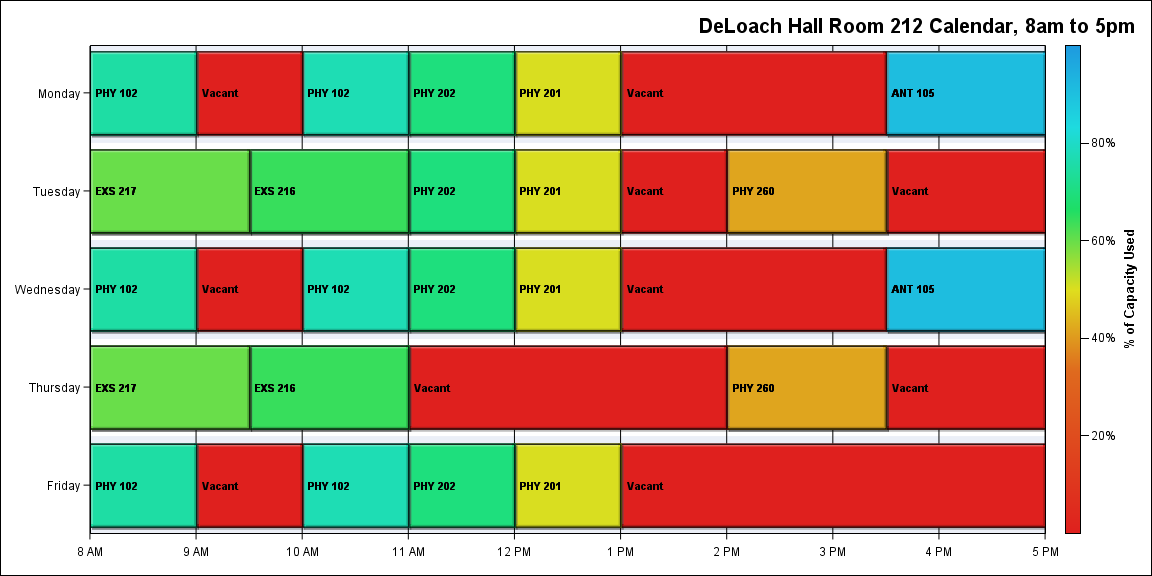 DeLoach Hall Room 212 Calendar, 8am to 5pm
Monday
PHY 102
Vacant
PHY 102
PHY 202
PHY 201
Vacant
ANT 105
Tuesday
EXS 217
EXS 216
PHY 202
PHY 201
Vacant
PHY 260
Vacant
Wednesday
PHY 102
Vacant
PHY 102
PHY 202
PHY 201
Vacant
ANT 105
Thursday
EXS 217
EXS 216
Vacant
PHY 260
Vacant
Friday
PHY 102
Vacant
PHY 102
PHY 202
PHY 201
Vacant
8 AM
9 AM
10 AM
11 AM
12 PM
1 PM
2 PM
3 PM
4 PM
5 PM
80%
60%
40%
20%
% of Capacity Used